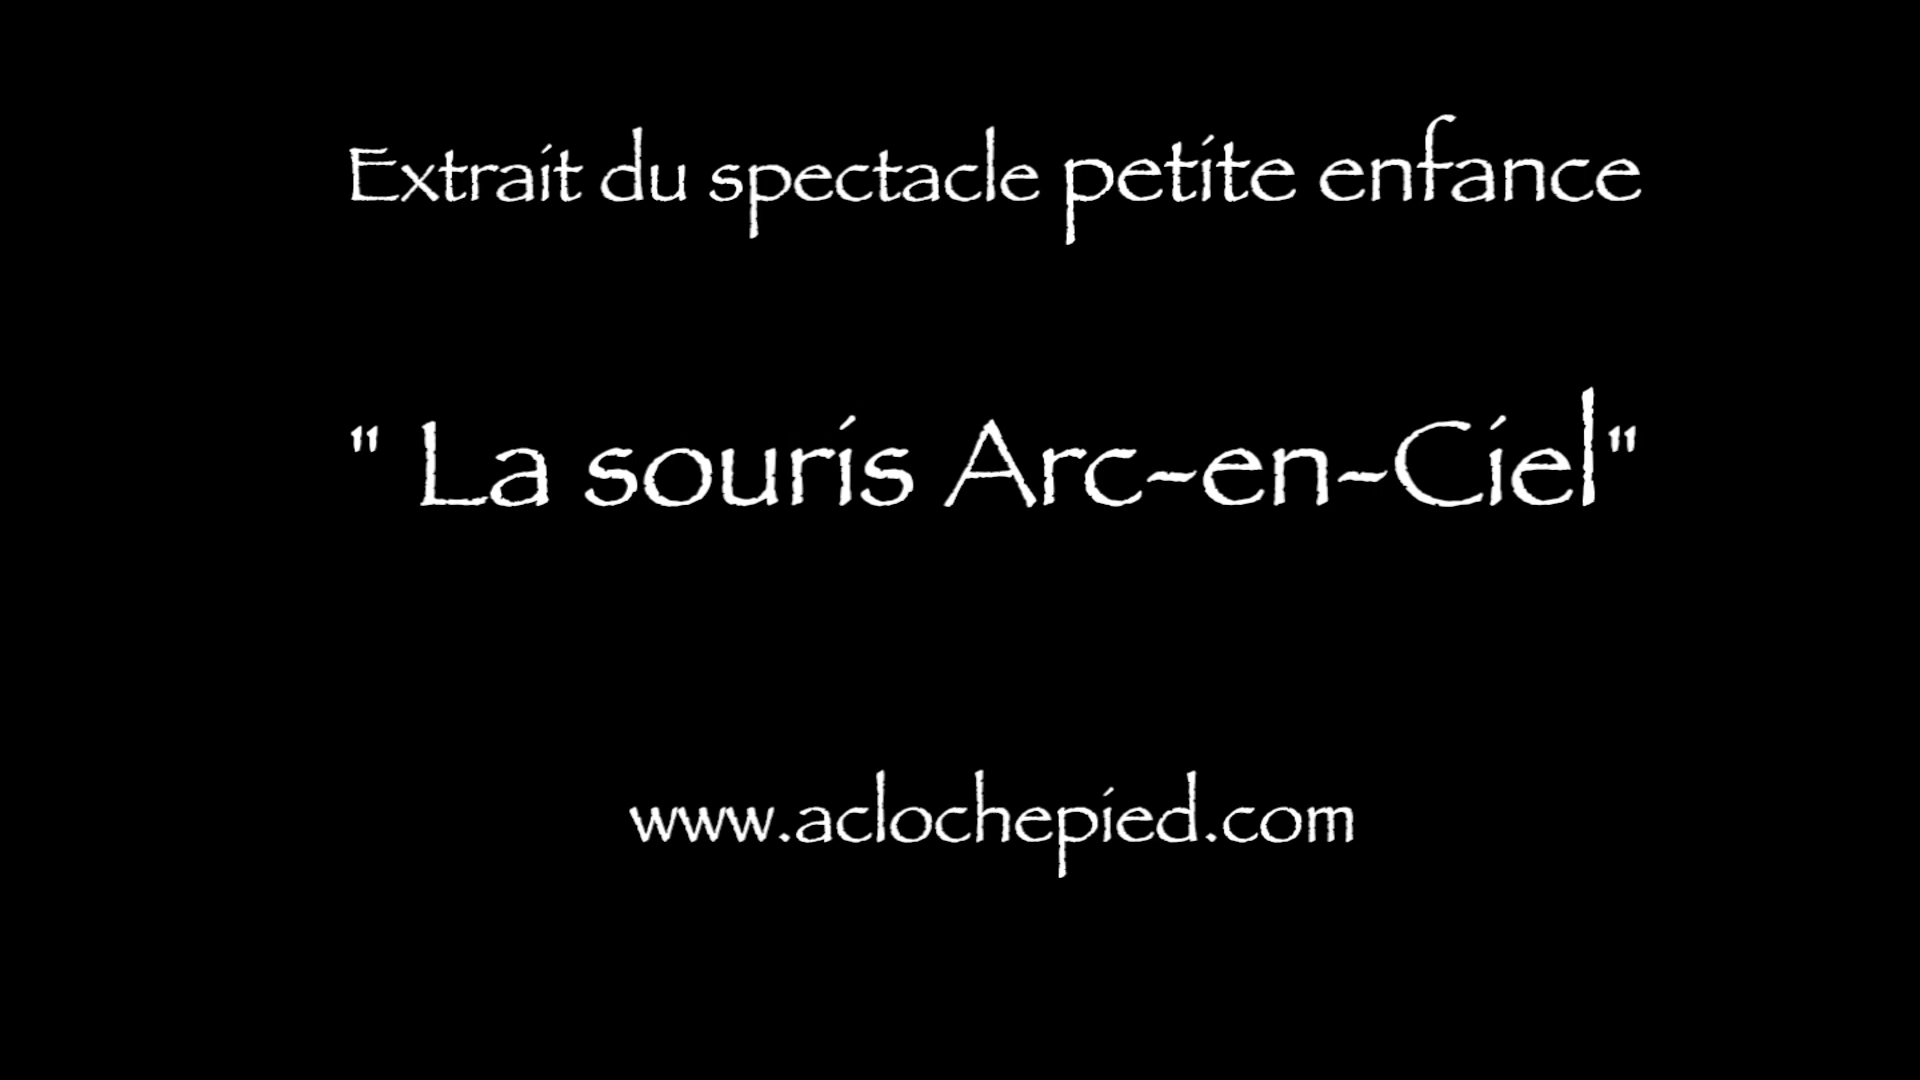 Extrait du spectacle petite enfance
" La souris Arc-en-Ciel"
www.aclochepied.com